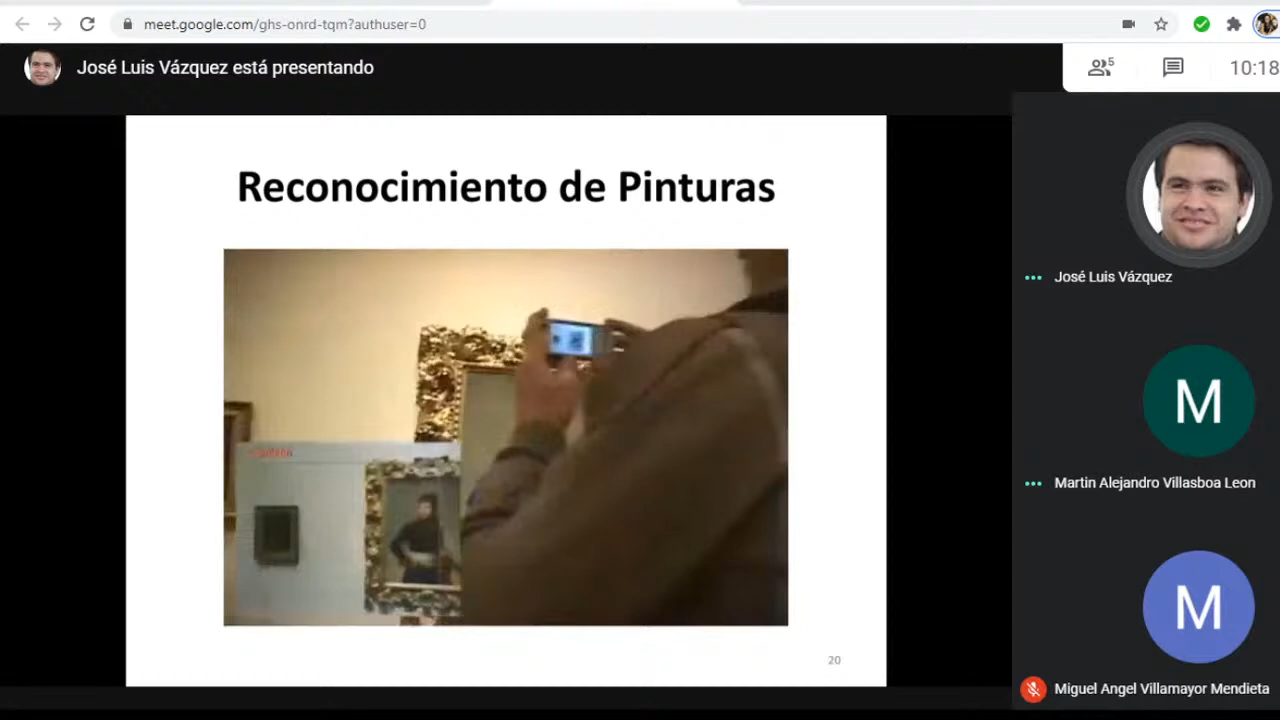 meet.google.com/ghs-onrd-tqm?authuser=0
José Luis Vázquez está presentando
5
10:18
Reconocimiento de Pinturas
20
José Luis Vázquez
M
Martin Alejandro Villasboa Leon
M
Miguel Angel Villamayor Mendieta